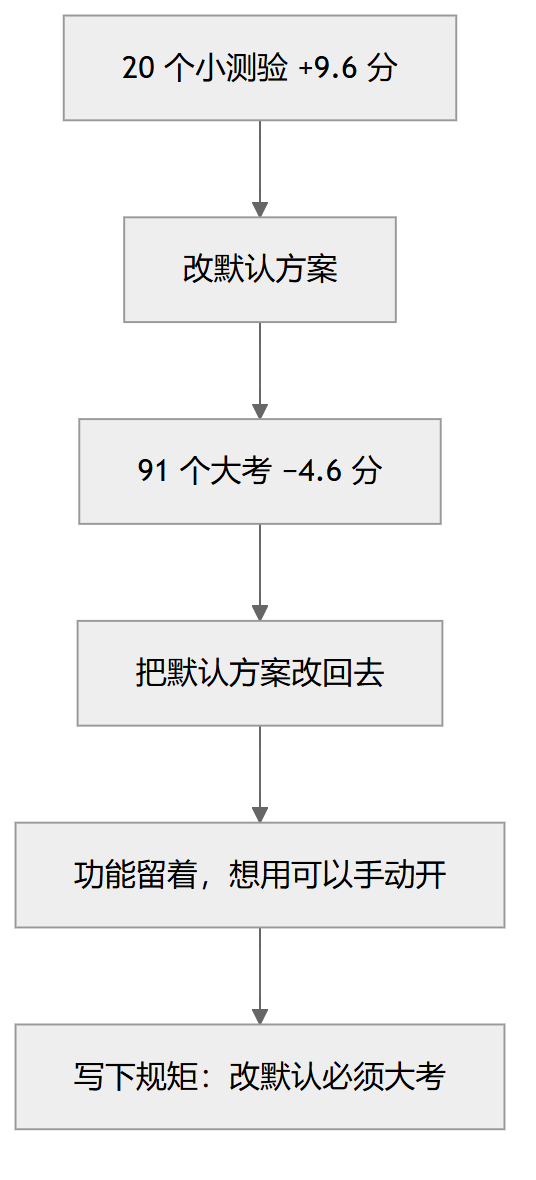 20 个小测验 +9.6 分
改默认方案
91 个大考 −4.6 分
把默认方案改回去
功能留着，想用可以手动开
写下规矩：改默认必须大考